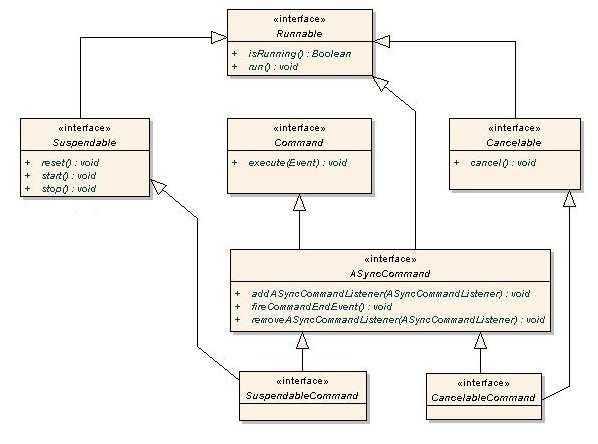 «interface»
Runnable
+ isRunning() : Boolean
+ run() : void
«interface»
Suspendable
+ reset() : void
+ start() : void
+ stop() : void
«interface»
Command
+ execute(Event) : void
«interface»
Cancelable
+ cancel() : void
«interface»
ASyncCommand
+ addASyncCommandListener(ASyncCommandListener) : void
+ fireCommandEndEvent() : void
+ removeASyncCommandListener(ASyncCommandListener) : void
«interface»
SuspendableCommand
«interface»
CancelableCommand